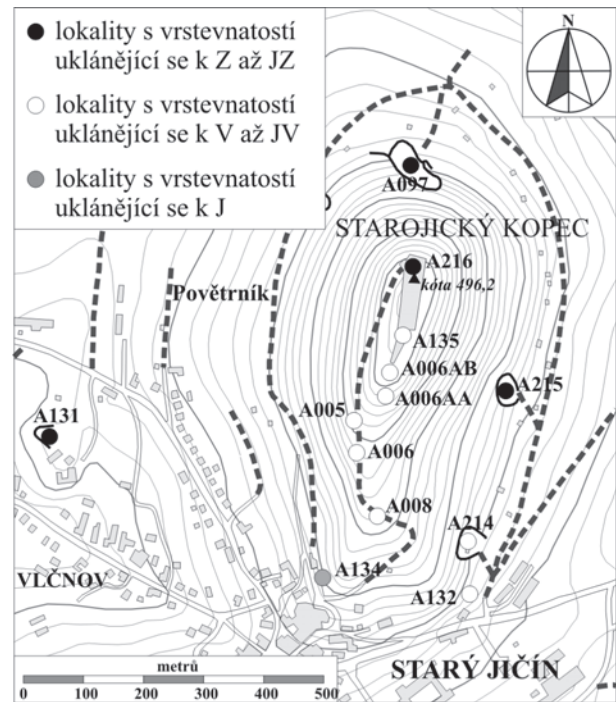 lokality s vrstevnatostí
uklánějící se k Z až JZ
lokality s vrstevnatostí
uklánějící se k V až JV
lokality s vrstevnatostí
uklánějící se k J
N
A097
STAROJICKÝ KOPEC
A216
kóta 496,2
Povětrník
A135
A006AB
A215
A006AA
A131
A005
A006
A008
A214
A134
VLČNOV
A132
metrů
STARÝ JIČÍN
0 100 200 300 400 500